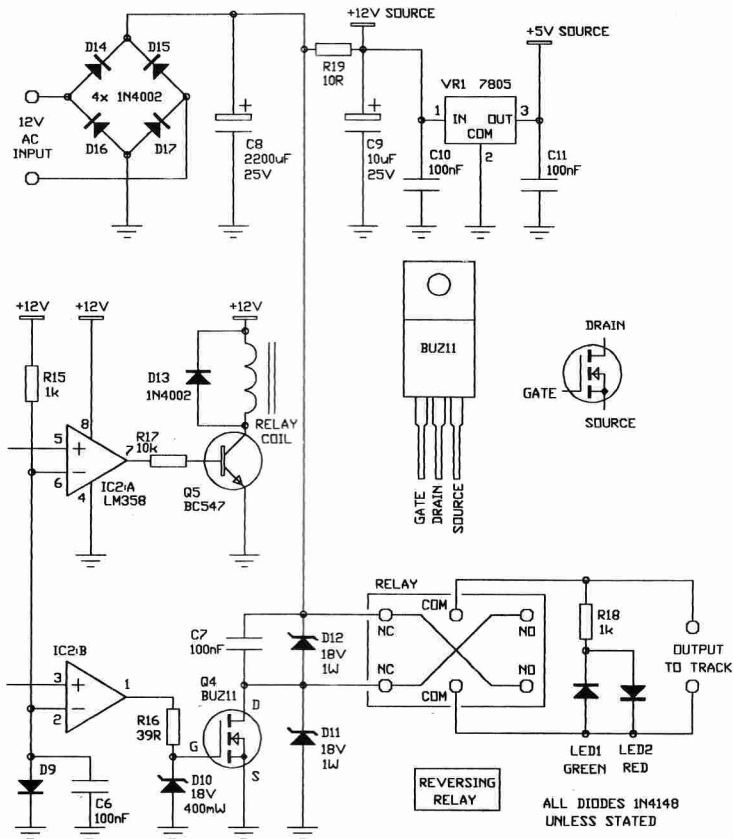 +12V SOURCE
+5V SOURCE
D14
D15
4x 1N4002
D16
D17
12V
AC
INPUT
+
C8
2200uF
25V
R19
10R
+
C9
10uF
25V
VR1 7805
1
IN
OUT
3
COM
2
C10
100nF
C11
100nF
+12V
+12V
+12V
R15
1k
D13
1N4002
RELAY
COIL
8
5
+
7
R17
10k
6
−
4
IC2:A
LM358
Q5
BC547
BUZ11
GATE
DRAIN
SOURCE
DRAIN
GATE
SOURCE
IC2:B
3
+
1
2
−
R16
39R
C7
100nF
Q4
BUZ11
D
G
S
D12
18V
1W
D11
18V
1W
D9
C6
100nF
D10
18V
400mW
RELAY
COM
NC
NO
NC
NO
COM
R18
1k
OUTPUT
TO TRACK
LED1
GREEN
LED2
RED
REVERSING
RELAY
ALL DIODES 1N4148
UNLESS STATED